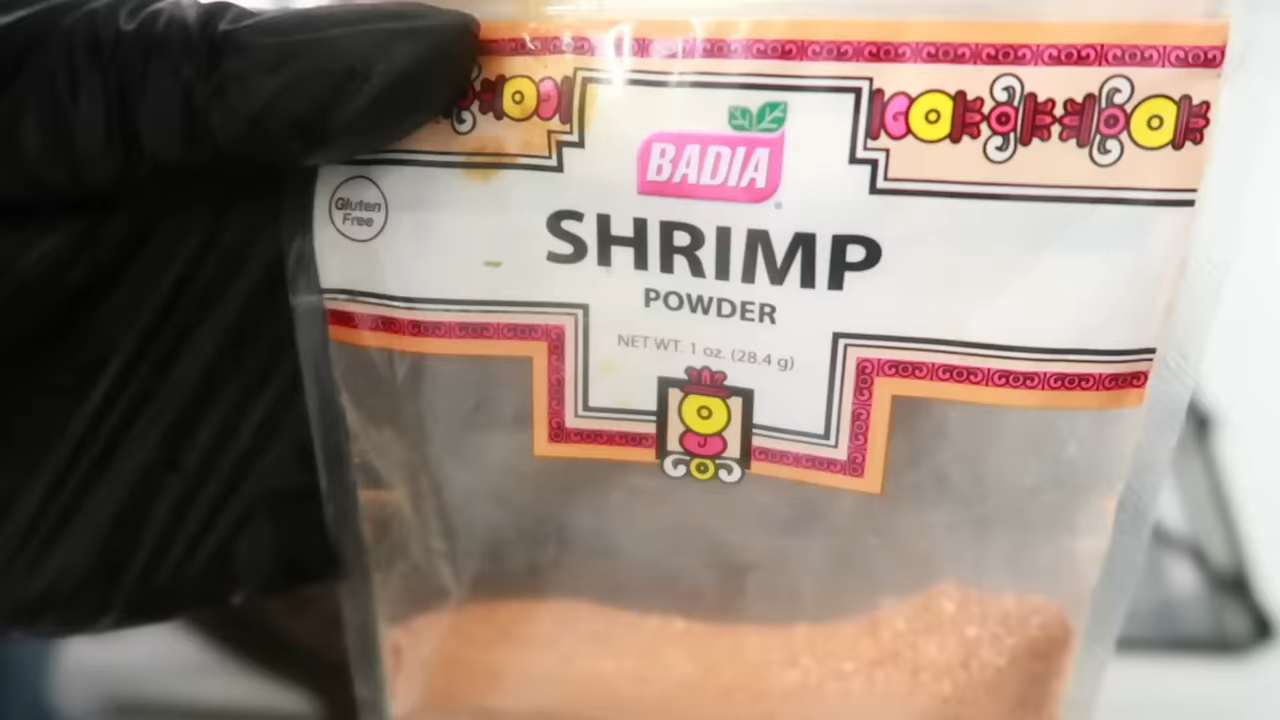 BADIA
®
Gluten
Free
SHRIMP
POWDER
NET WT. 1 oz. (28.4 g)